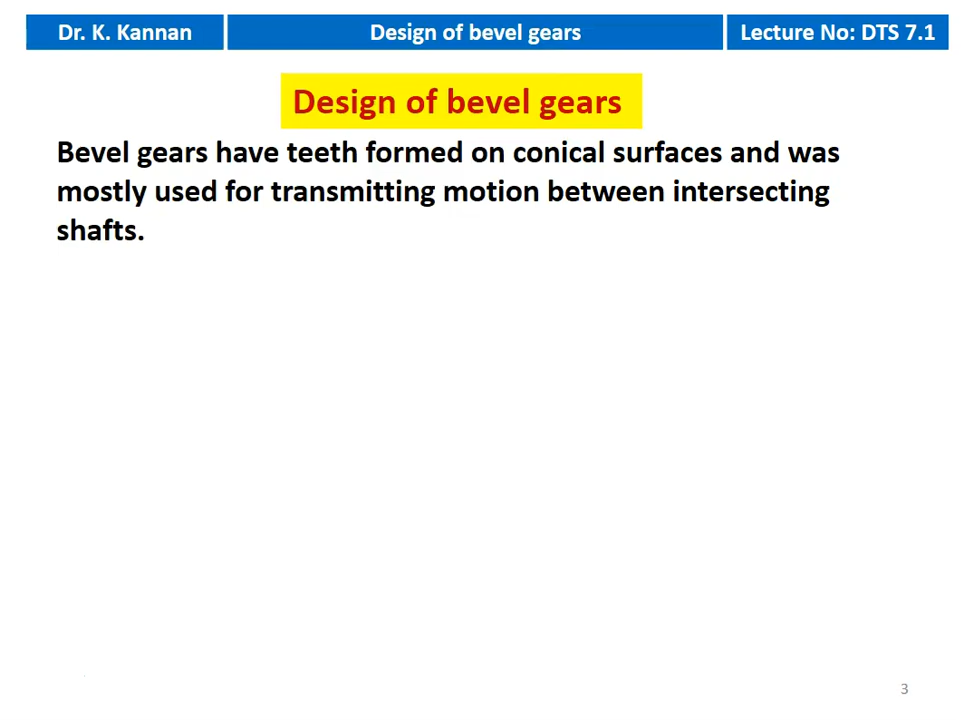 Dr. K. Kannan
Design of bevel gears
Lecture No: DTS 7.1
Design of bevel gears
Bevel gears have teeth formed on conical surfaces and was
mostly used for transmitting motion between intersecting
shafts.
3